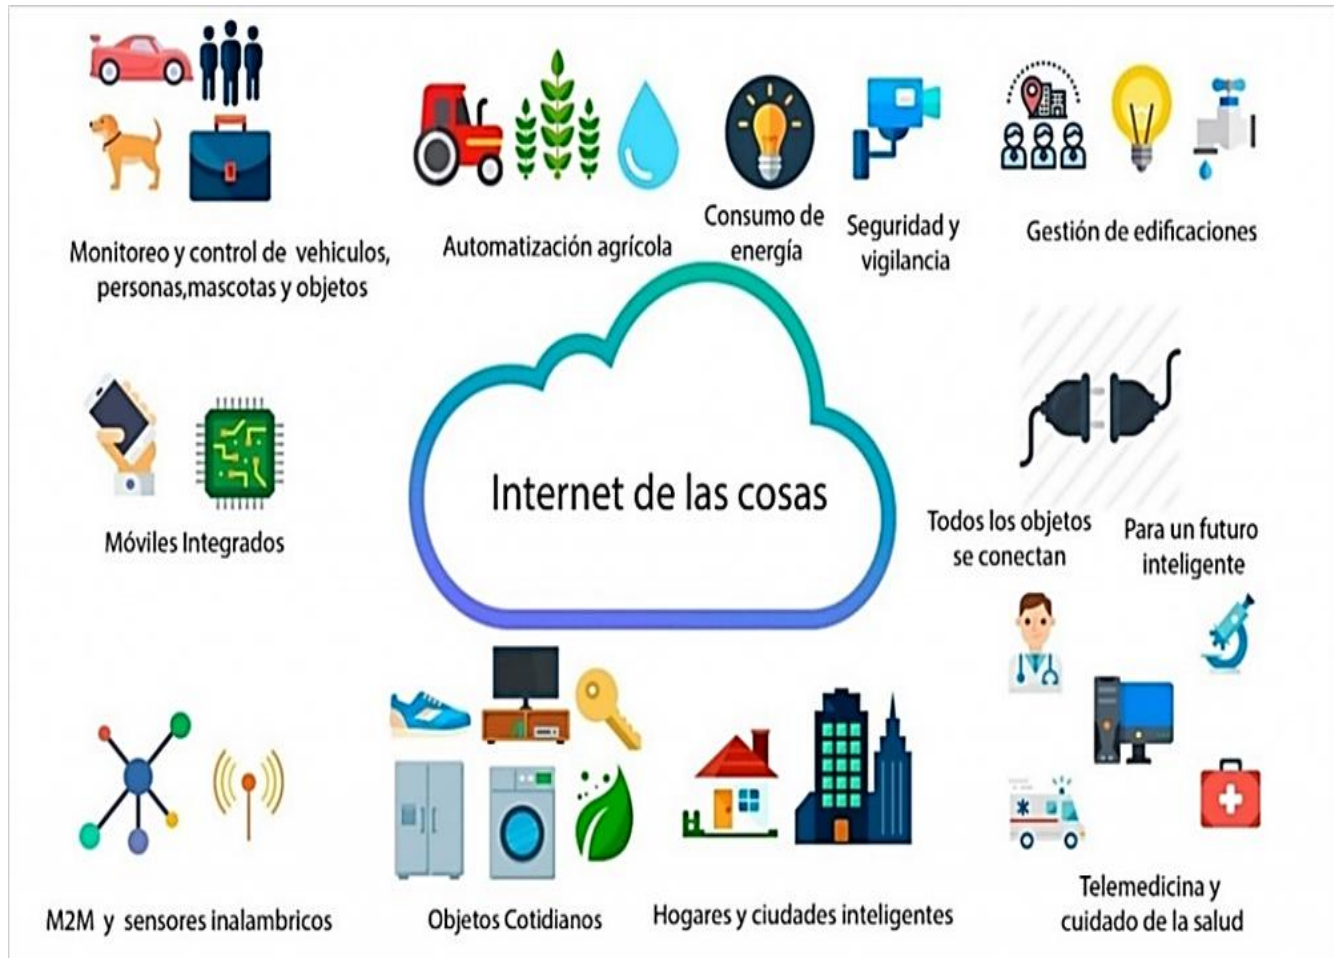 Monitoreo y control de vehiculos,
personas,mascotas y objetos
Automatización agrícola
Consumo de
energía
Seguridad y
vigilancia
Gestión de edificaciones
Móviles Integrados
Internet de las cosas
Todos los objetos
se conectan
Para un futuro
inteligente
M2M y sensores inalambricos
Objetos Cotidianos
Hogares y ciudades inteligentes
Telemedicina y
cuidado de la salud